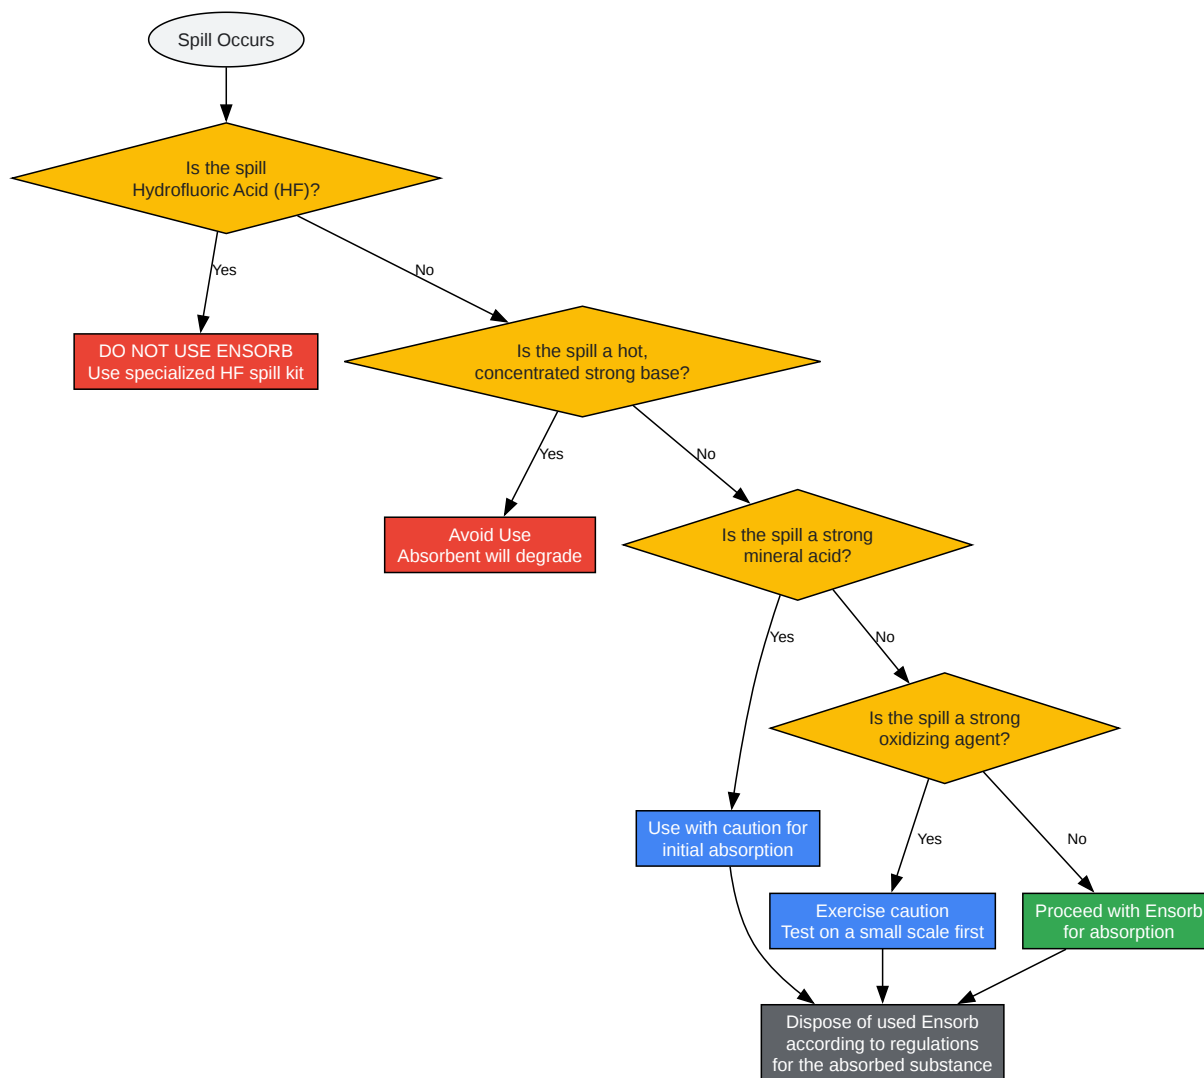 Spill Occurs
Is the spill
Hydrofluoric Acid (HF)?
Yes
No
DO NOT USE ENSORB
Use specialized HF spill kit
Is the spill a hot,
concentrated strong base?
Yes
No
Avoid Use
Absorbent will degrade
Is the spill a strong
mineral acid?
Yes
No
Is the spill a strong
oxidizing agent?
Use with caution for
initial absorption
Yes
No
Exercise caution
Test on a small scale first
Proceed with Ensorb
for absorption
Dispose of used Ensorb
according to regulations
for the absorbed substance